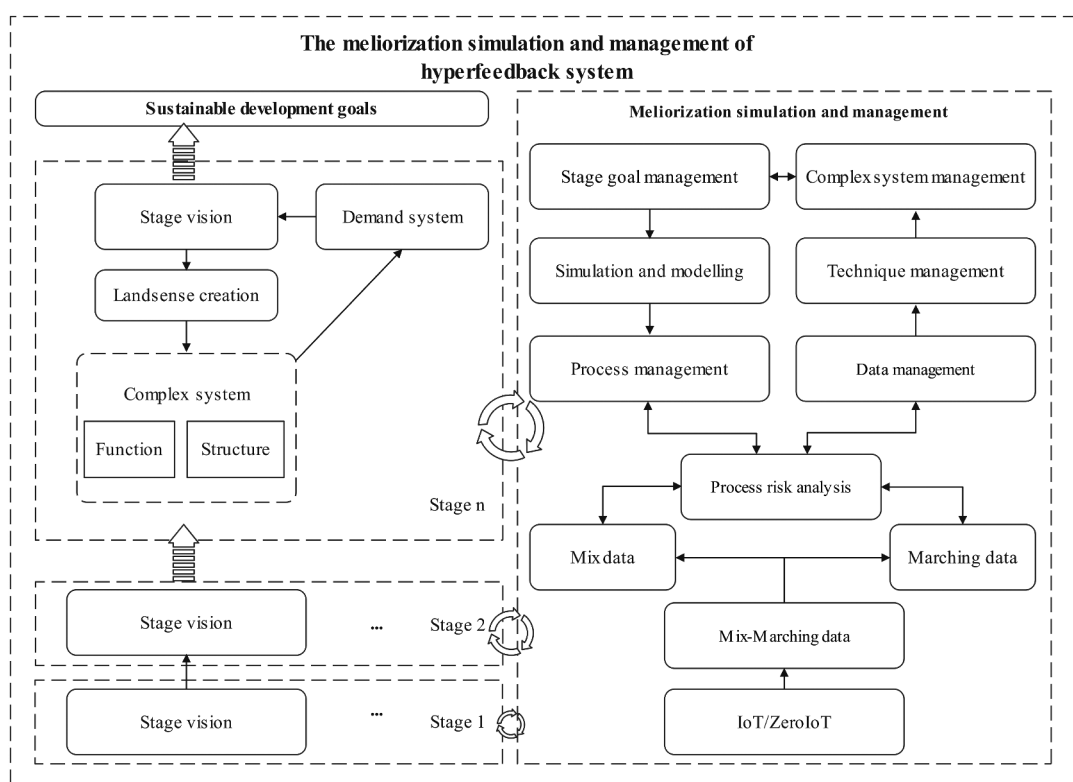 The meliorization simulation and management of
hyperfeedback system
Sustainable development goals
Stage vision
Demand system
Landsense creation
Complex system
Function
Structure
Stage n
Stage vision
...
Stage 2
Stage vision
...
Stage 1
Meliorization simulation and management
Stage goal management
Complex system management
Simulation and modelling
Technique management
Process management
Data management
Process risk analysis
Mix data
Marching data
Mix-Marching data
IoT/ZeroIoT